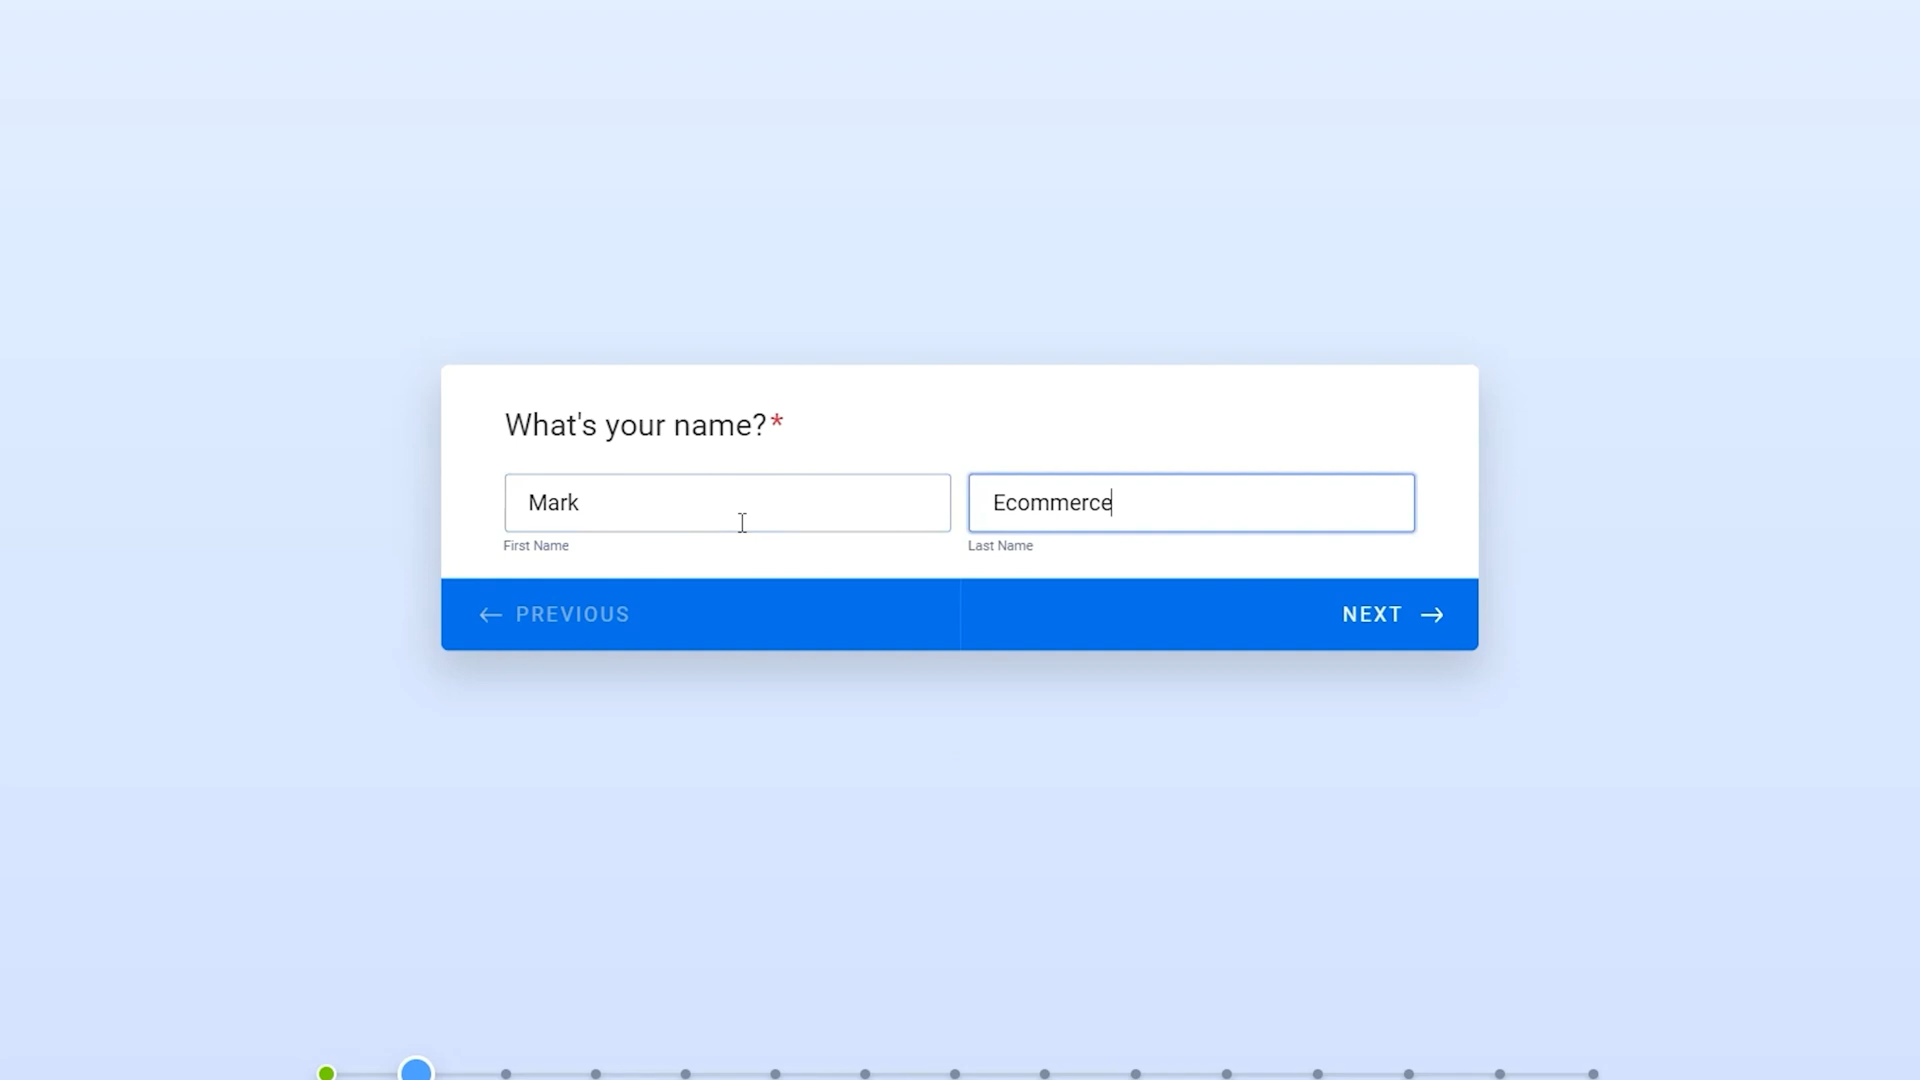 What's your name?*
Mark Ecommerce
First Name Last Name
← PREVIOUS NEXT →